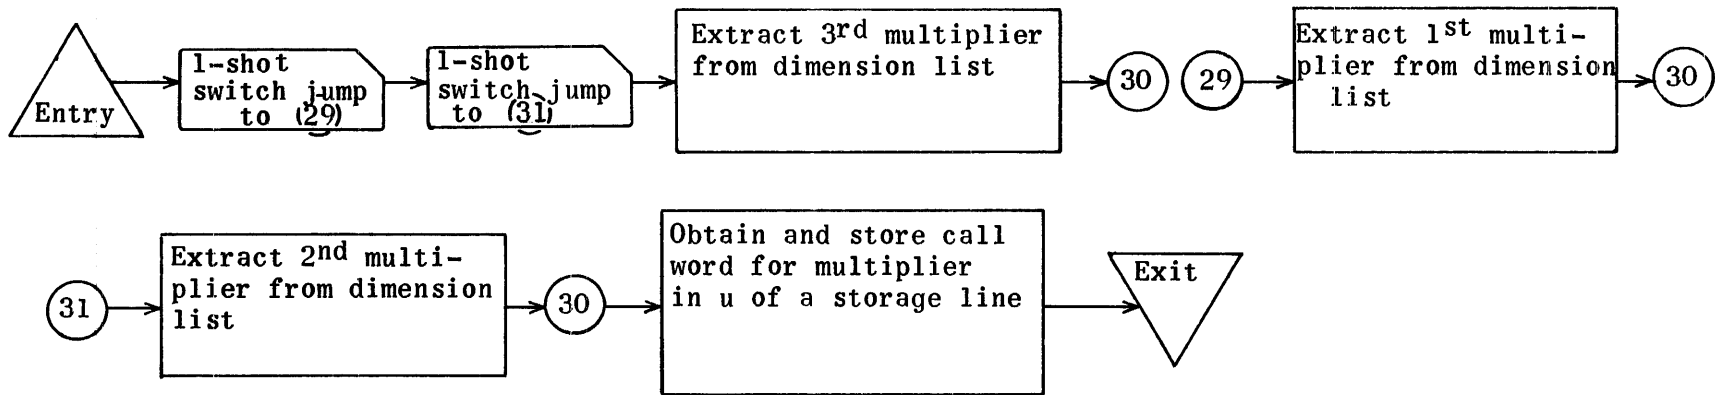 Entry
1-shot
switch jump
to (29)
1-shot
switch jump
to (31)
Extract 3rd multiplier
from dimension list
30
29
Extract 1st multi-
plier from dimension
list
30
31
Extract 2nd multi-
plier from dimension
list
30
Obtain and store call
word for multiplier
in u of a storage line
Exit